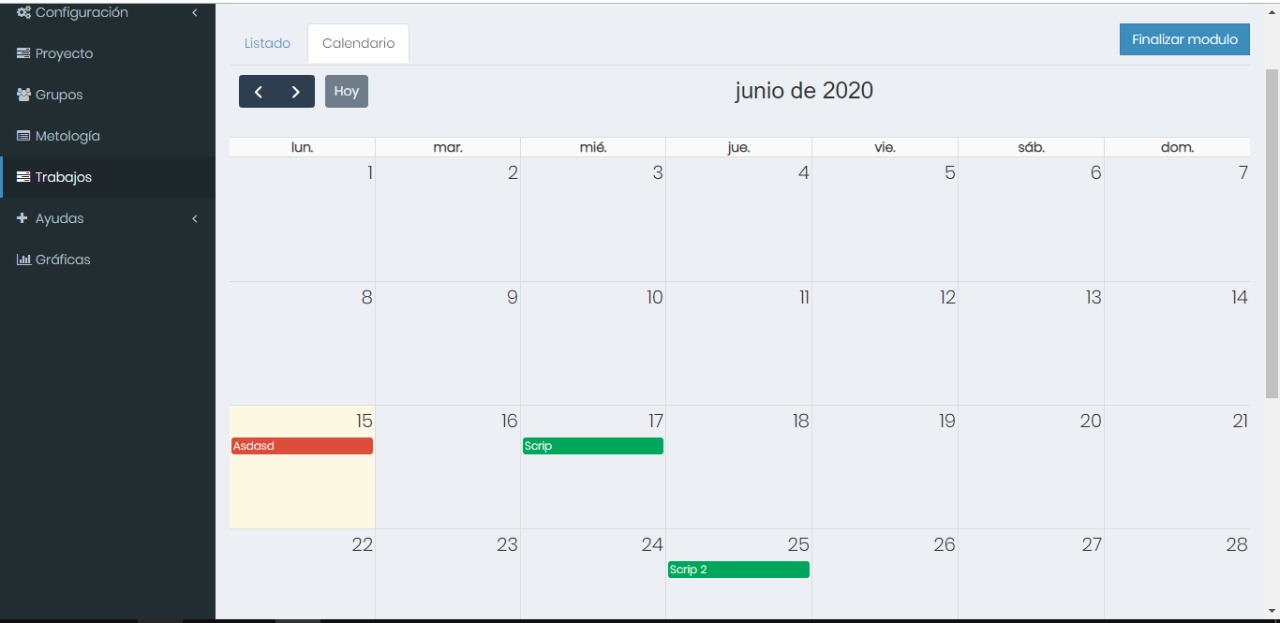 Configuración
Proyecto
Grupos
Metología
Trabajos
Ayudas
Gráficas
Listado
Calendario
Finalizar modulo
Hoy
junio de 2020
lun. mar. mié. jue. vie. sáb. dom.
1 2 3 4 5 6 7
8 9 10 11 12 13 14
15 16 17 18 19 20 21
Asdasd Scrip
22 23 24 25 26 27 28
Scrip 2